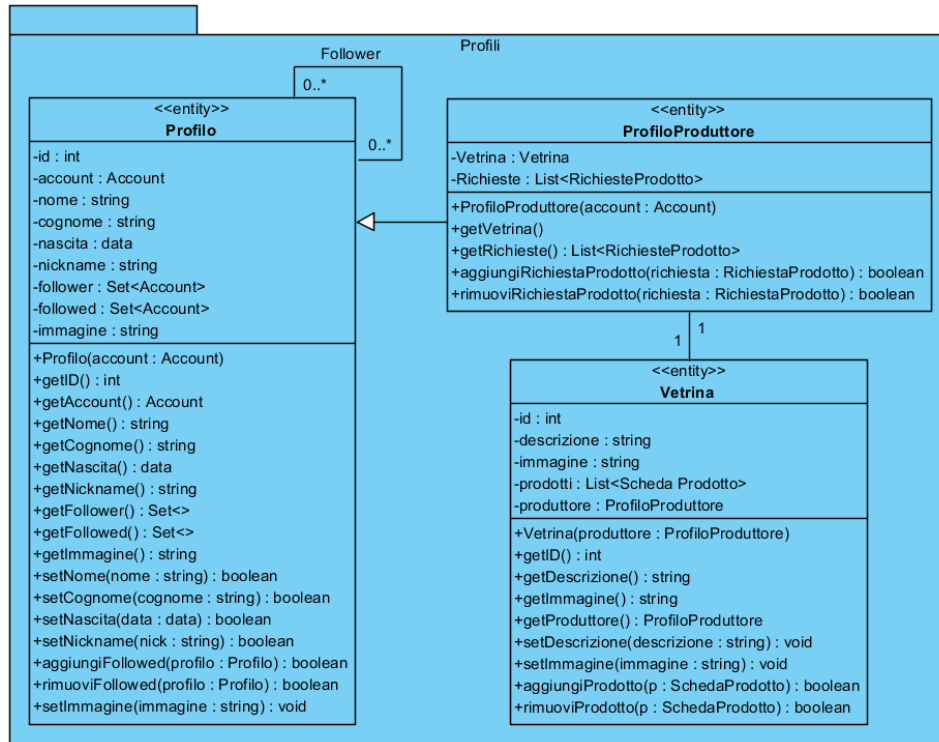 Profili
Follower
0..*
0..*
<<entity>>
Profilo
-id : int
-account : Account
-nome : string
-cognome : string
-nascita : data
-nickname : string
-follower : Set<Account>
-followed : Set<Account>
-immagine : string
+Profilo(account : Account)
+getID() : int
+getAccount() : Account
+getNome() : string
+getCognome() : string
+getNascita() : data
+getNickname() : string
+getFollower() : Set<>
+getFollowed() : Set<>
+getImmagine() : string
+setNome(nome : string) : boolean
+setCognome(cognome : string) : boolean
+setNascita(data : data) : boolean
+setNickname(nick : string) : boolean
+aggiungiFollowed(profilo : Profilo) : boolean
+rimuoviFollowed(profilo : Profilo) : boolean
+setImmagine(immagine : string) : void
<<entity>>
ProfiloProduttore
-Vetrina : Vetrina
-Richieste : List<RichiesteProdotto>
+ProfiloProduttore(account : Account)
+getVetrina()
+getRichieste() : List<RichiesteProdotto>
+aggiungiRichiestaProdotto(richiesta : RichiestaProdotto) : boolean
+rimuoviRichiestaProdotto(richiesta : RichiestaProdotto) : boolean
1
1
<<entity>>
Vetrina
-id : int
-descrizione : string
-immagine : string
-prodotti : List<Scheda Prodotto>
-produttore : ProfiloProduttore
+Vetrina(produttore : ProfiloProduttore)
+getID() : int
+getDescrizione() : string
+getImmagine() : string
+getProduttore() : ProfiloProduttore
+setDescrizione(descrizione : string) : void
+setImmagine(immagine : string) : void
+aggiungiProdotto(p : SchedaProdotto) : boolean
+rimuoviProdotto(p : SchedaProdotto) : boolean